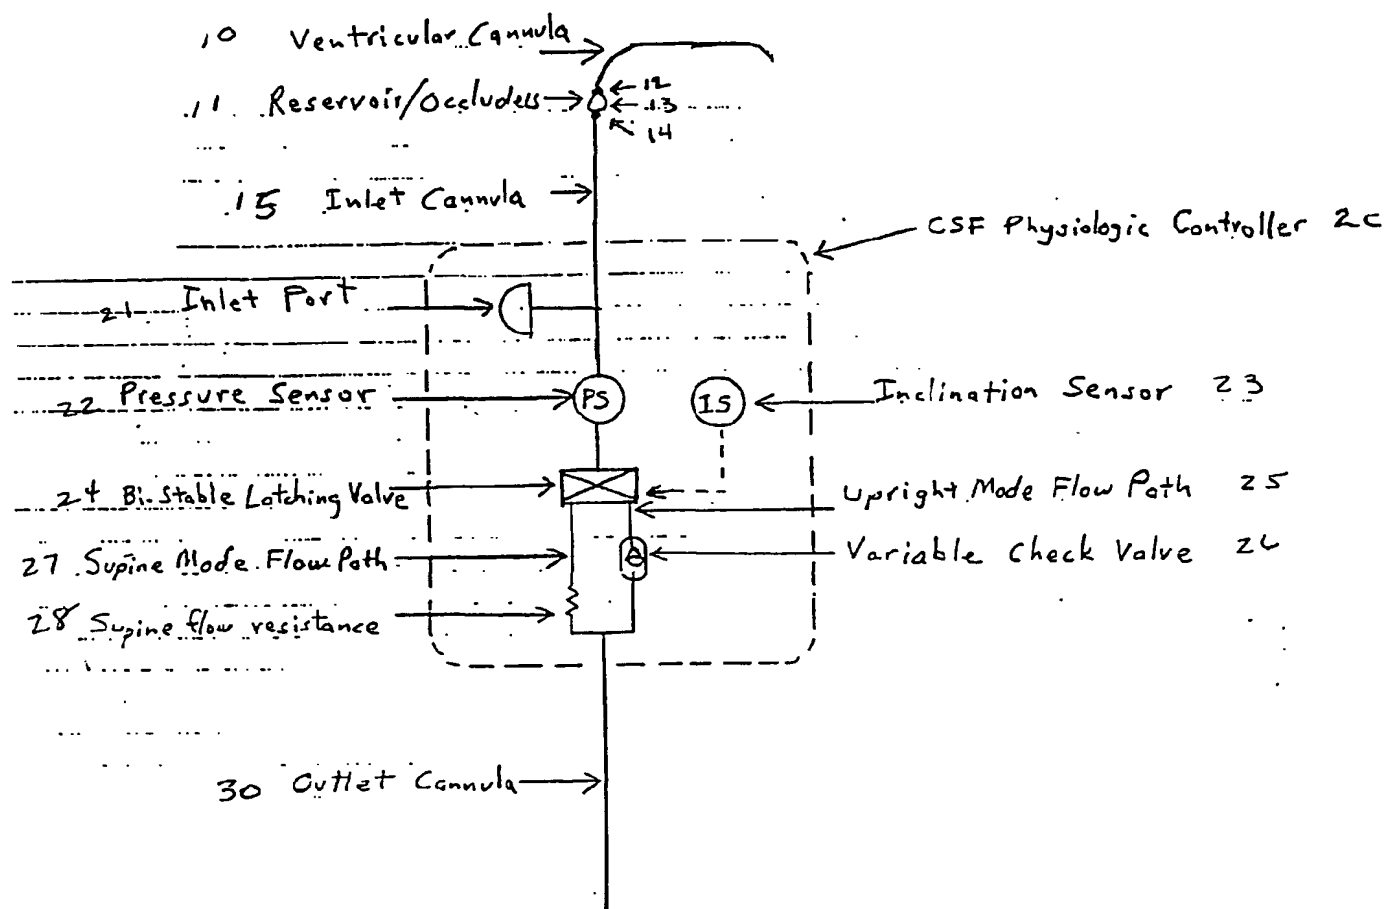 10 Ventricular Cannula
11 Reservoir/Occluders
12
13
14
15 Inlet Cannula
CSF Physiologic Controller 20
21 Inlet Port
22 Pressure Sensor
PS
IS
Inclination Sensor 23
24 Bi-Stable Latching Valve
Upright Mode Flow Path 25
27 Supine Mode Flow Path
Variable Check Valve 26
28 Supine flow resistance
30 Outlet Cannula